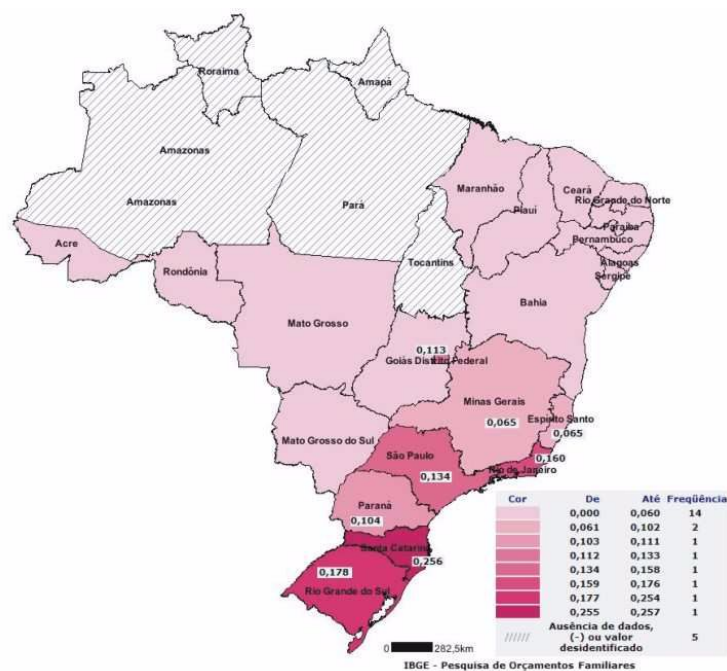 Roraima
Amapá
Amazonas
Amazonas
Pará
Maranhão
Ceará
Rio Grande do Norte
Piauí
Paraíba
Pernambuco
Acre
Alagoas
Sergipe
Tocantins
Rondônia
Bahia
Mato Grosso
0,113
Goiás Distrito Federal
Minas Gerais
0,065
Espírito Santo
0,065
Mato Grosso do Sul
São Paulo
0,160
Rio de Janeiro
0,134
Paraná
0,104
Santa Catarina
0,256
0,178
Rio Grande do Sul
Cor De Até Freqüência
0,000 0,060 14
0,061 0,102 2
0,103 0,111 1
0,112 0,133 1
0,134 0,158 1
0,159 0,176 1
0,177 0,254 1
0,255 0,257 1
Ausência de dados,
(-) ou valor 5
desidentificado
0 282,5km
IBGE - Pesquisa de Orçamentos Familiares